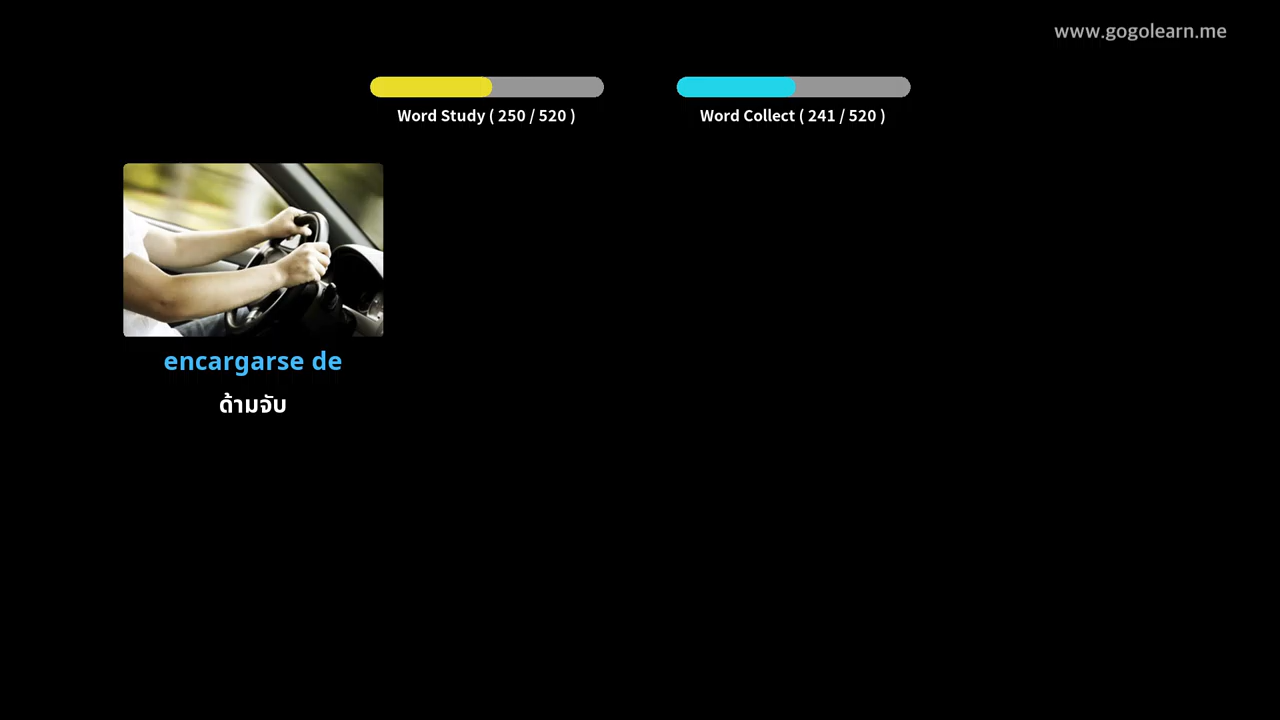 www.gogolearn.me
Word Study ( 250 / 520 )
Word Collect ( 241 / 520 )
encargarse de
ด้ามจับ